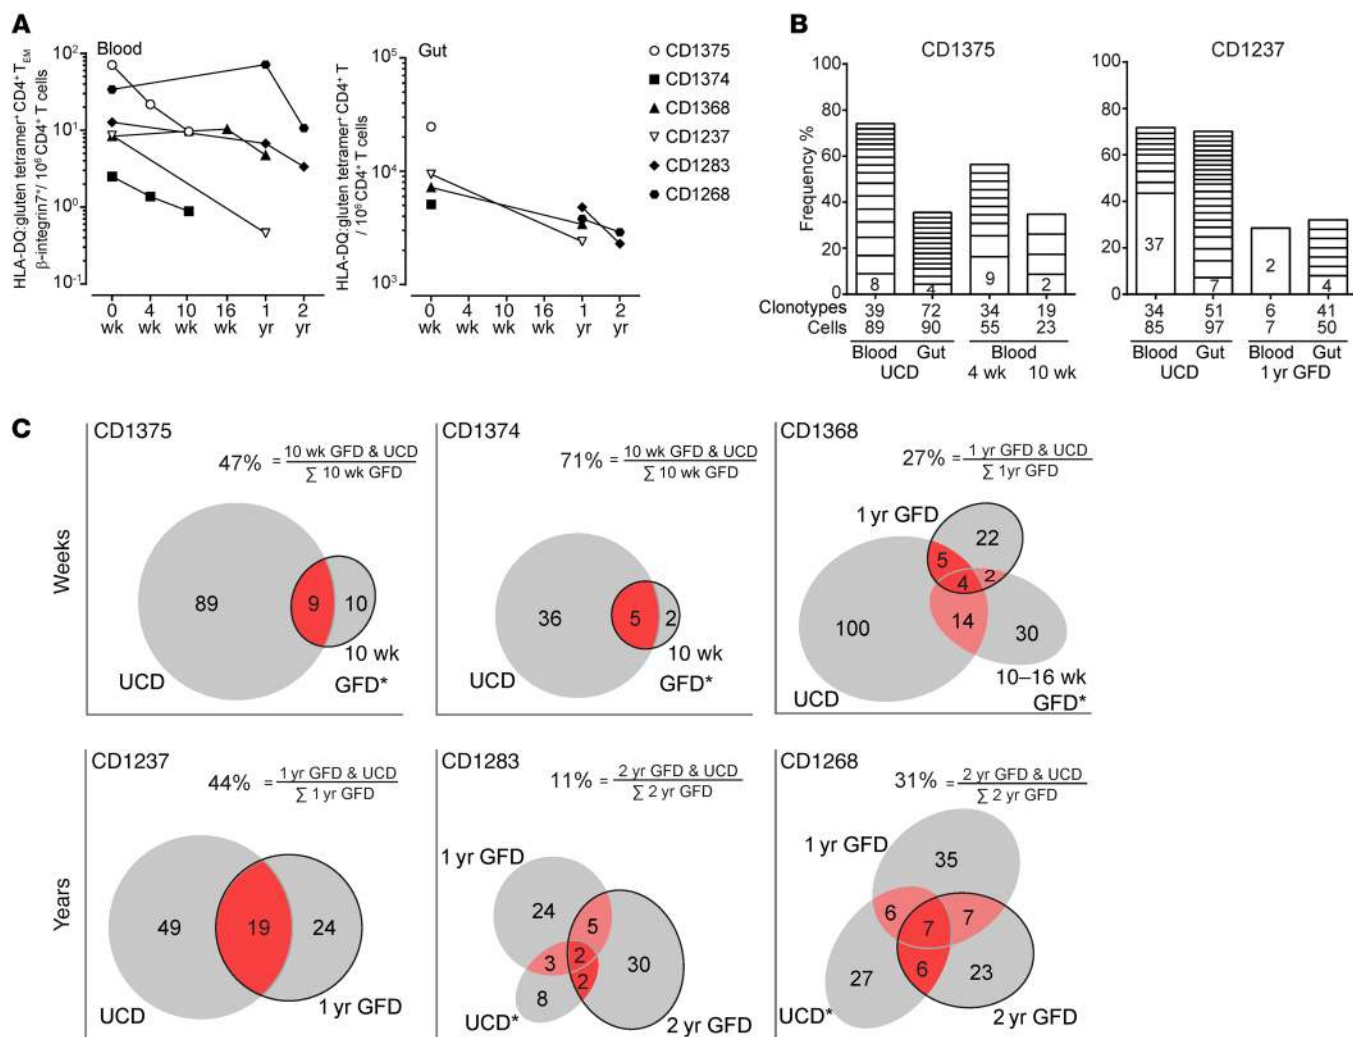 A
B
Blood
Gut
HLA-DQ:gluten tetramer⁺ CD4⁺ T_EM
β-integrin7⁺/ 10⁶ CD4⁺ T cells
10²
10¹
10⁰
10⁻¹
0 wk 4 wk 10 wk 16 wk 1 yr 2 yr
HLA-DQ:gluten tetramer⁺ CD4⁺ T
/ 10⁶ CD4⁺ T cells
10⁵
10⁴
10³
0 wk 4 wk 10 wk 16 wk 1 yr 2 yr
CD1375
CD1374
CD1368
CD1237
CD1283
CD1268
CD1375
Frequency %
100
80
60
40
20
0
8 4 9 2
Clonotypes 39 72 34 19
Cells 89 90 55 23
Blood Gut Blood
UCD 4 wk 10 wk
CD1237
100
80
60
40
20
0
37 7 2 4
34 51 6 41
85 97 7 50
Blood Gut Blood Gut
UCD 1 yr GFD
C
Weeks
CD1375
47% = 10 wk GFD & UCD
∑ 10 wk GFD
89 9 10
UCD
10 wk
GFD*
CD1374
71% = 10 wk GFD & UCD
∑ 10 wk GFD
36 5 2
UCD
10 wk
GFD*
CD1368
27% = 1 yr GFD & UCD
∑ 1yr GFD
1 yr GFD
22
5
4 2
100 14 30
UCD
10–16 wk
GFD*
Years
CD1237
44% = 1 yr GFD & UCD
∑ 1 yr GFD
49 19 24
UCD
1 yr GFD
CD1283
11% = 2 yr GFD & UCD
∑ 2 yr GFD
1 yr GFD
24 5
3 2 30
2
8
UCD*
2 yr GFD
CD1268
31% = 2 yr GFD & UCD
∑ 2 yr GFD
1 yr GFD
35
6 7 7
27 6 23
UCD*
2 yr GFD